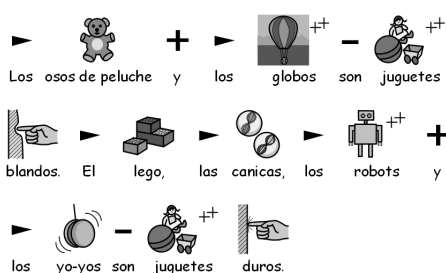 Los osos de peluche y los globos son juguetes
blandos. El lego, las canicas, los robots y
los yo-yos son juguetes duros.